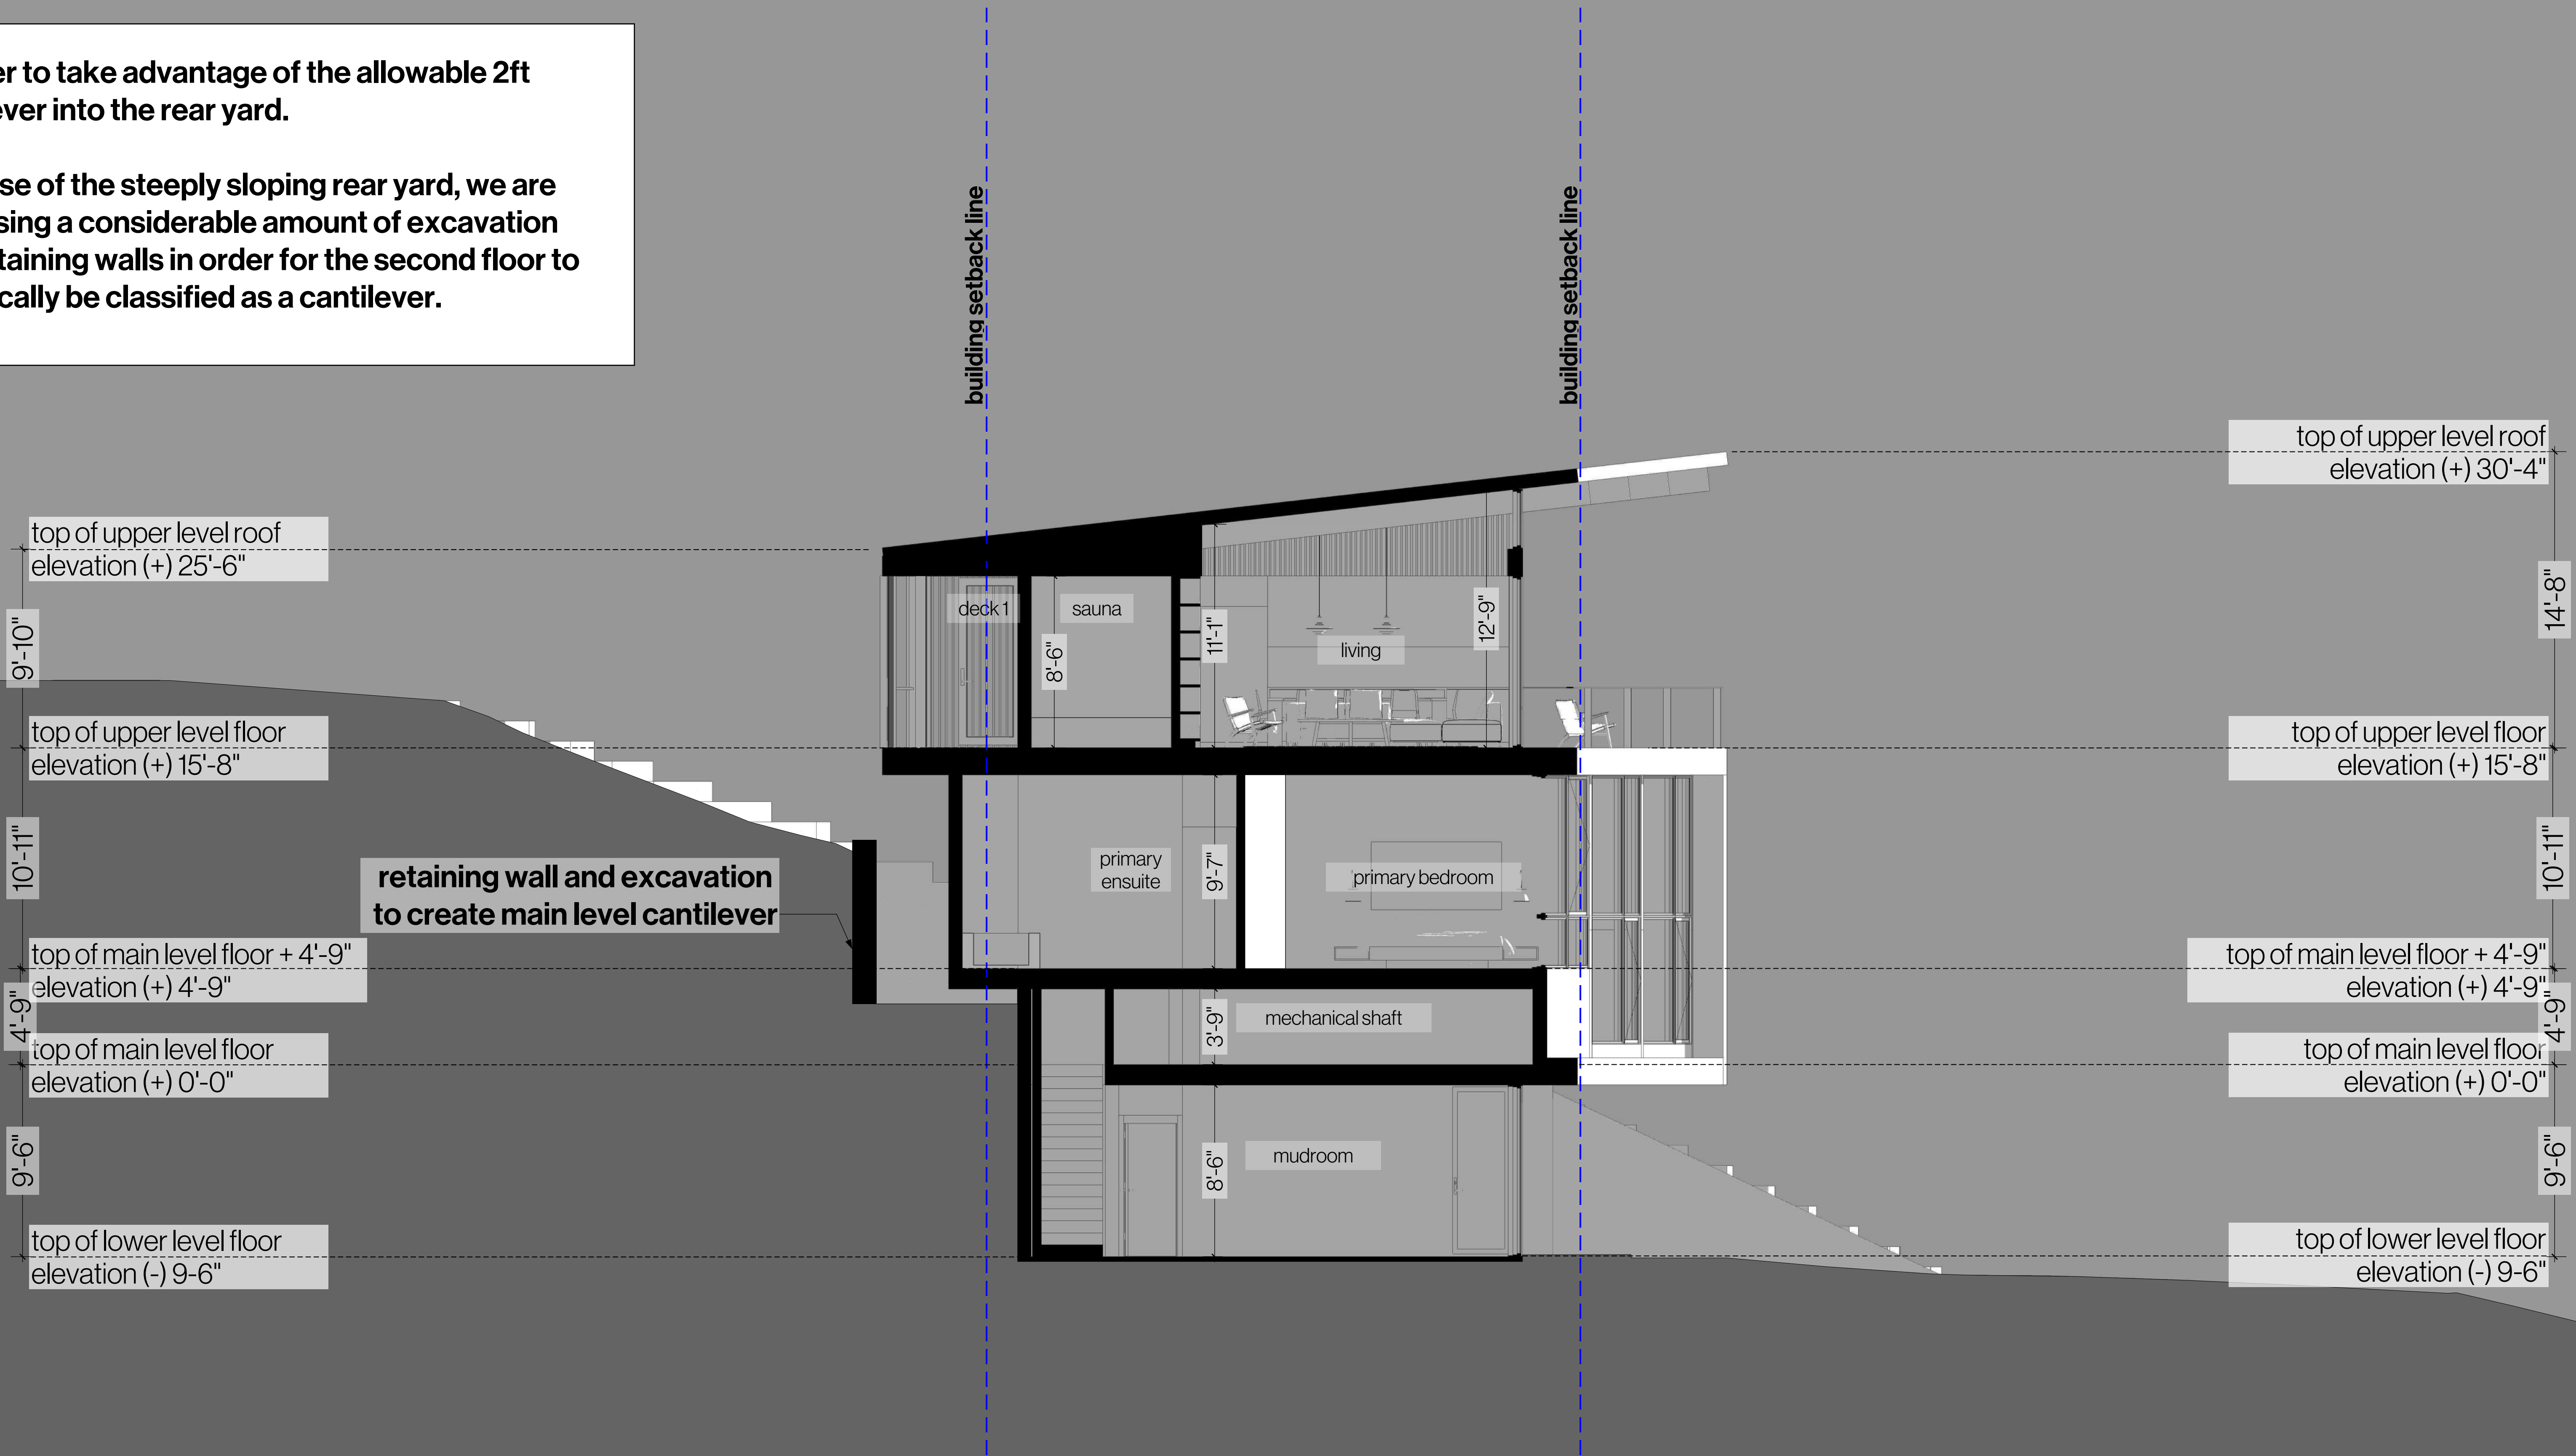 er to take advantage of the allowable 2ft
ever into the rear yard.
se of the steeply sloping rear yard, we are
sing a considerable amount of excavation
taining walls in order for the second floor to
cally be classified as a cantilever.
building setback line
building setback line
top of upper level roof
elevation (+) 30'-4"
top of upper level roof
elevation (+) 25'-6"
9'-10"
14'-8"
deck 1
sauna
8'-6"
11'-1"
living
12'-9"
top of upper level floor
elevation (+) 15'-8"
top of upper level floor
elevation (+) 15'-8"
10'-11"
10'-11"
retaining wall and excavation
to create main level cantilever
primary
ensuite
9'-7"
primary bedroom
top of main level floor + 4'-9"
elevation (+) 4'-9"
top of main level floor + 4'-9"
elevation (+) 4'-9"
4'-9"
4'-9"
3'-9"
mechanical shaft
top of main level floor
elevation (+) 0'-0"
top of main level floor
elevation (+) 0'-0"
9'-6"
9'-6"
8'-6"
mudroom
top of lower level floor
elevation (-) 9-6"
top of lower level floor
elevation (-) 9-6"